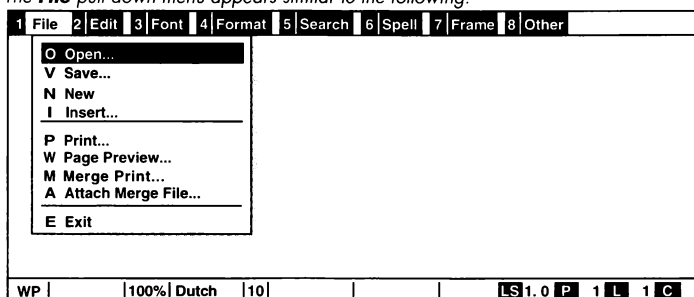 The File pull-down menu appears similar to the following:
1 File 2 Edit 3 Font 4 Format 5 Search 6 Spell 7 Frame 8 Other
O Open...
V Save...
N New
I Insert...
P Print...
W Page Preview...
M Merge Print...
A Attach Merge File...
E Exit
WP 100% Dutch 10 LS 1.0 P 1 L 1 C